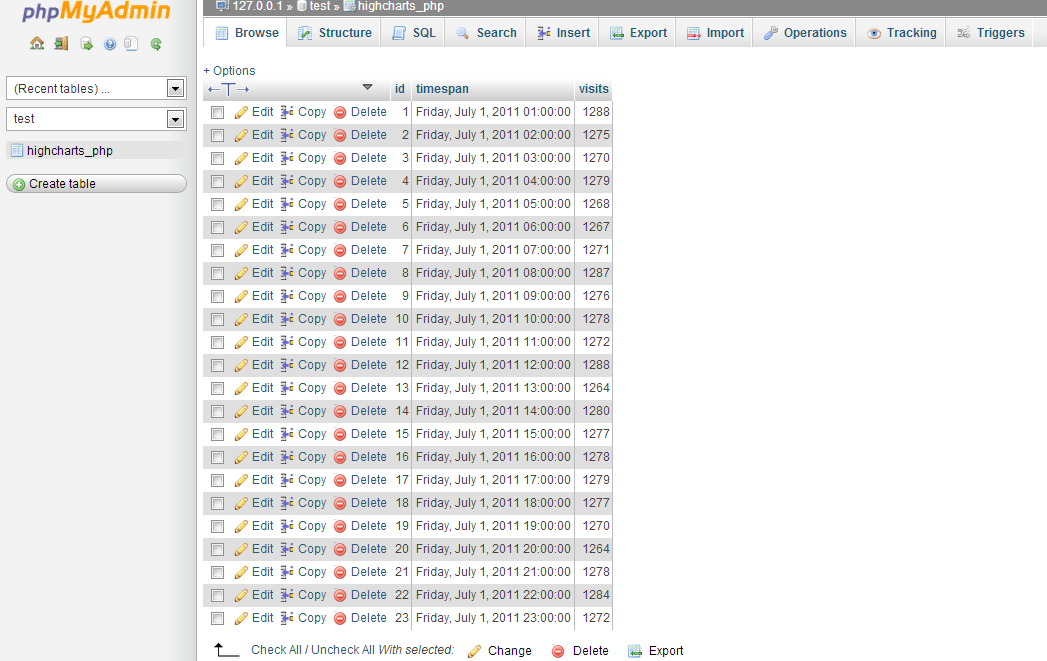 phpMyAdmin
127.0.0.1 » test » highcharts_php
Browse Structure SQL Search Insert Export Import Operations Tracking Triggers
(Recent tables) ...
test
highcharts_php
Create table
+ Options
←T→ id timespan visits
Edit Copy Delete 1 Friday, July 1, 2011 01:00:00 1288
Edit Copy Delete 2 Friday, July 1, 2011 02:00:00 1275
Edit Copy Delete 3 Friday, July 1, 2011 03:00:00 1270
Edit Copy Delete 4 Friday, July 1, 2011 04:00:00 1279
Edit Copy Delete 5 Friday, July 1, 2011 05:00:00 1268
Edit Copy Delete 6 Friday, July 1, 2011 06:00:00 1267
Edit Copy Delete 7 Friday, July 1, 2011 07:00:00 1271
Edit Copy Delete 8 Friday, July 1, 2011 08:00:00 1287
Edit Copy Delete 9 Friday, July 1, 2011 09:00:00 1276
Edit Copy Delete 10 Friday, July 1, 2011 10:00:00 1278
Edit Copy Delete 11 Friday, July 1, 2011 11:00:00 1272
Edit Copy Delete 12 Friday, July 1, 2011 12:00:00 1288
Edit Copy Delete 13 Friday, July 1, 2011 13:00:00 1264
Edit Copy Delete 14 Friday, July 1, 2011 14:00:00 1280
Edit Copy Delete 15 Friday, July 1, 2011 15:00:00 1277
Edit Copy Delete 16 Friday, July 1, 2011 16:00:00 1278
Edit Copy Delete 17 Friday, July 1, 2011 17:00:00 1279
Edit Copy Delete 18 Friday, July 1, 2011 18:00:00 1277
Edit Copy Delete 19 Friday, July 1, 2011 19:00:00 1270
Edit Copy Delete 20 Friday, July 1, 2011 20:00:00 1264
Edit Copy Delete 21 Friday, July 1, 2011 21:00:00 1278
Edit Copy Delete 22 Friday, July 1, 2011 22:00:00 1284
Edit Copy Delete 23 Friday, July 1, 2011 23:00:00 1272
Check All / Uncheck All With selected: Change Delete Export